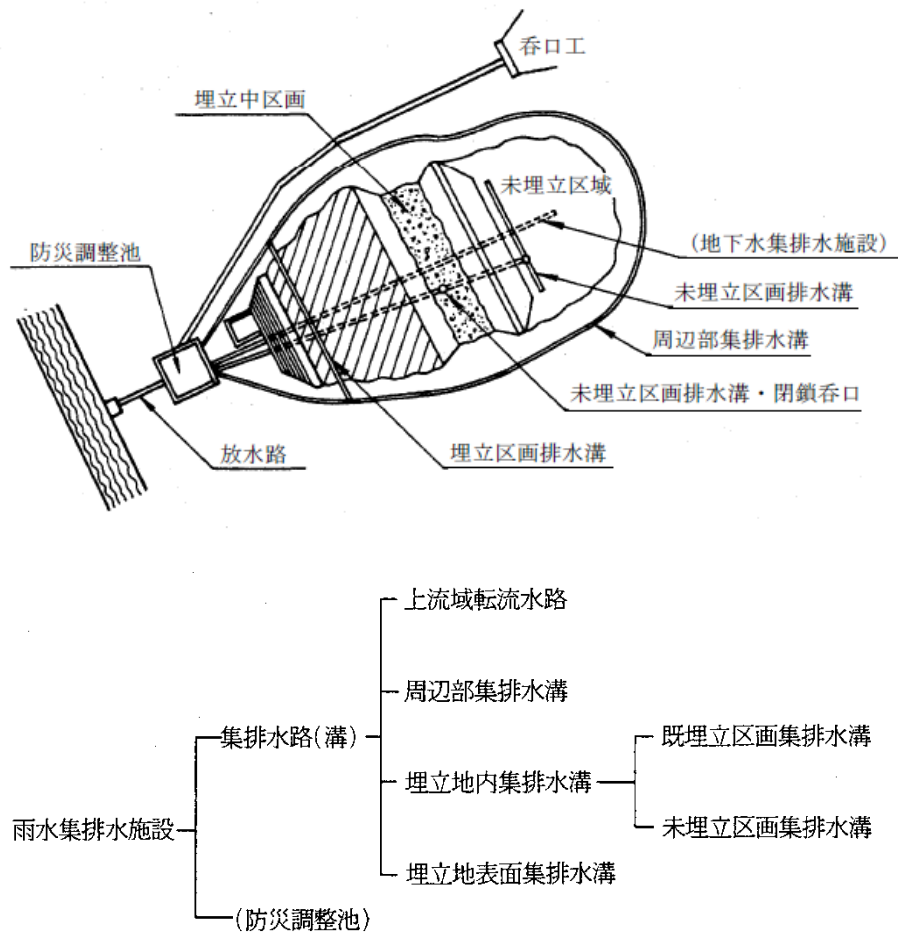 呑口工
埋立中区画
未埋立区域
(地下水集排水施設)
防災調整池
未埋立区画排水溝
周辺部集排水溝
未埋立区画排水溝・閉鎖呑口
放水路
埋立区画排水溝
上流域転流水路
周辺部集排水溝
集排水路(溝)
既埋立区画集排水溝
埋立地内集排水溝
雨水集排水施設
未埋立区画集排水溝
埋立地表面集排水溝
(防災調整池)